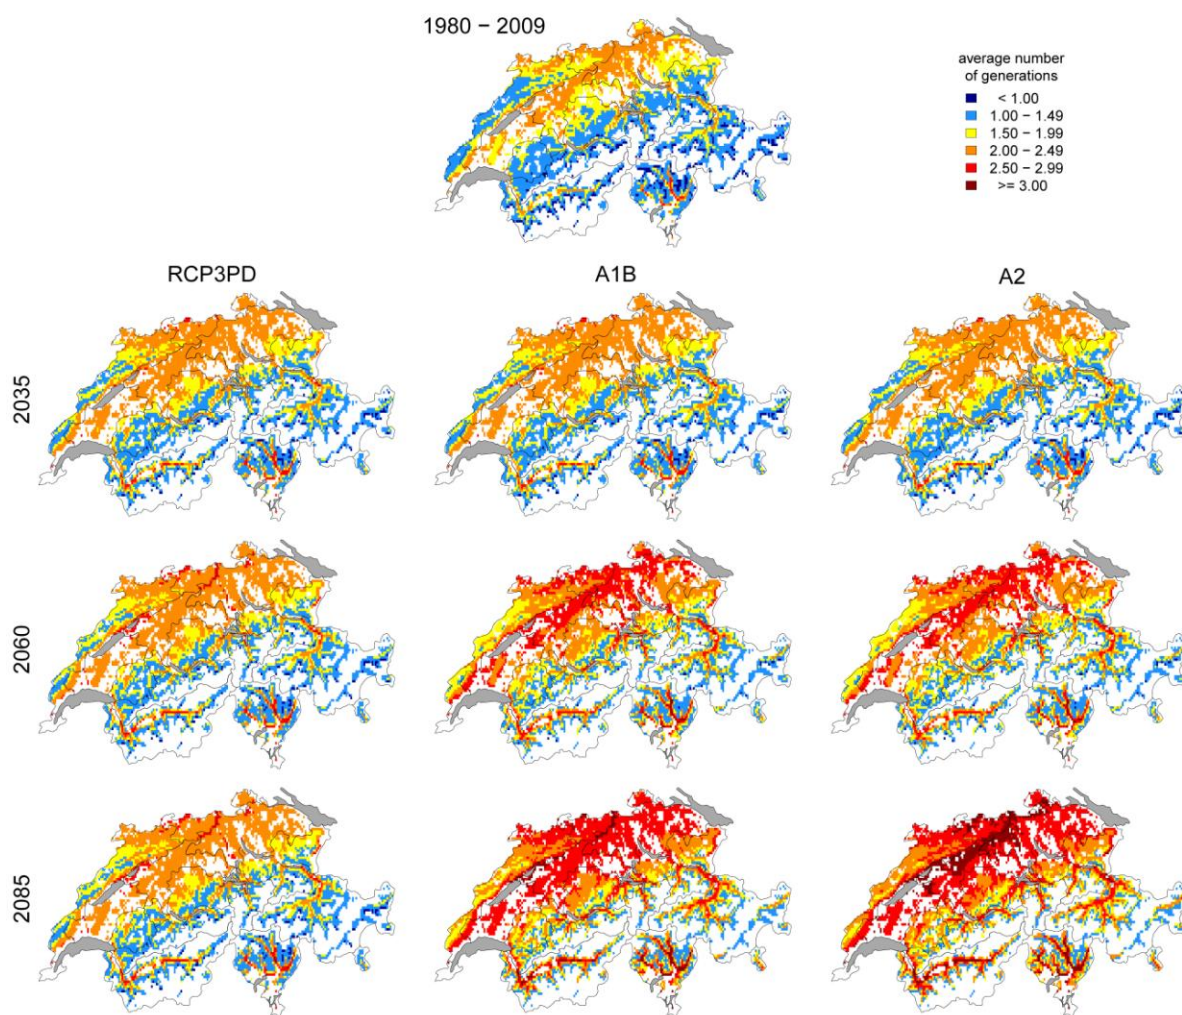 1980 − 2009
average number
of generations
< 1.00
1.00 − 1.49
1.50 − 1.99
2.00 − 2.49
2.50 − 2.99
>= 3.00
RCP3PD
A1B
A2
2035
2060
2085